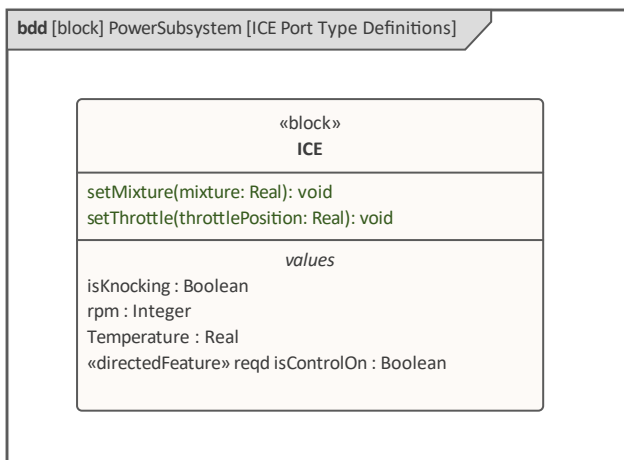 bdd [block] PowerSubsystem [ICE Port Type Definitions]
«block»
ICE
setMixture(mixture: Real): void
setThrottle(throttlePosition: Real): void
values
isKnocking : Boolean
rpm : Integer
Temperature : Real
«directedFeature» reqd isControlOn : Boolean